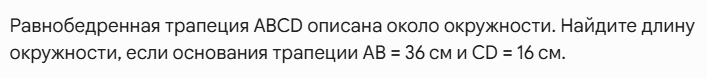 Равнобедренная трапеция ABCD описана около окружности. Найдите длину
окружности, если основания трапеции AB = 36 см и CD = 16 см.